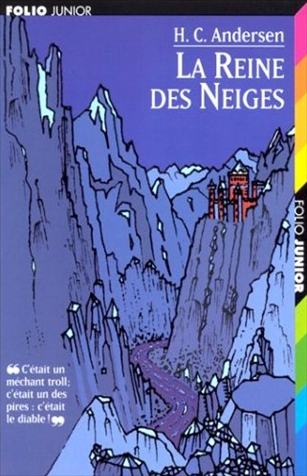 FOLIO JUNIOR
H. C. Andersen
LA REINE
DES NEIGES
FOLIO JUNIOR
“C'était un
méchant troll;
c'était un des
pires : c'était
le diable !”